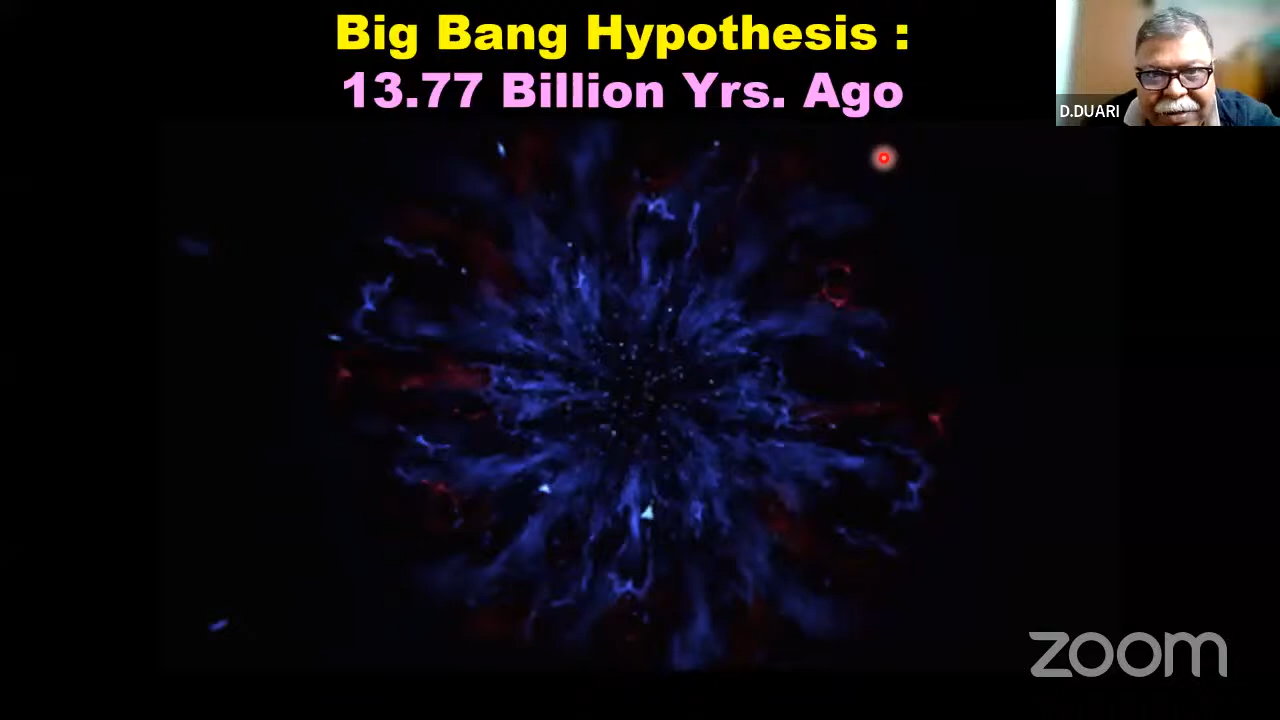 Big Bang Hypothesis :
13.77 Billion Yrs. Ago
D.DUARI
zoom